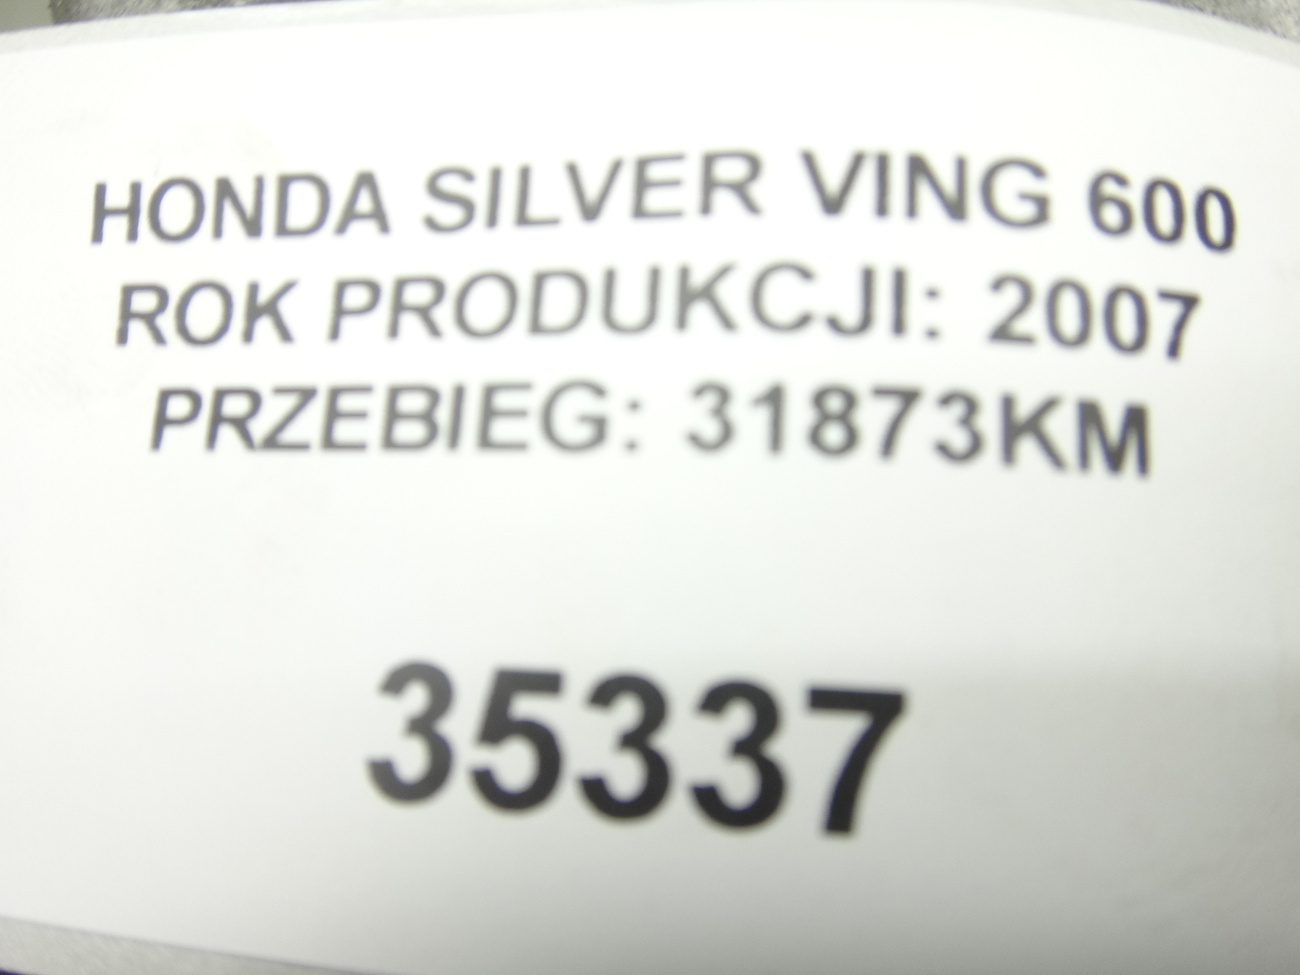 HONDA SILVER VING 600
ROK PRODUKCJI: 2007
PRZEBIEG: 31873KM
35337